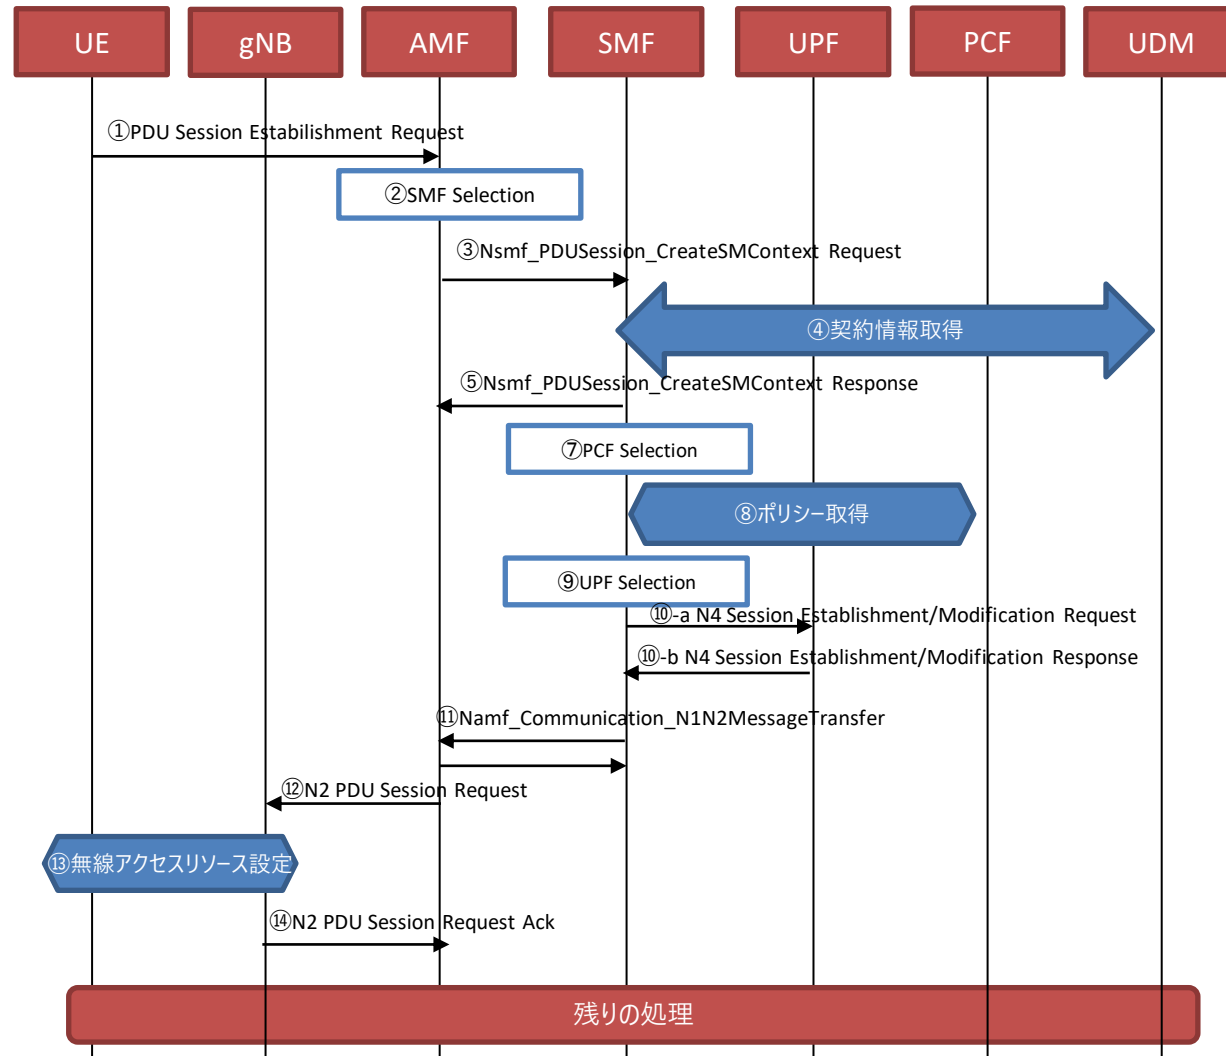 UE gNB AMF SMF UPF PCF UDM
①PDU Session Estabilishment Request
②SMF Selection
③Nsmf_PDUSession_CreateSMContext Request
④契約情報取得
⑤Nsmf_PDUSession_CreateSMContext Response
⑦PCF Selection
⑧ポリシー取得
⑨UPF Selection
⑩-a N4 Session Establishment/Modification Request
⑩-b N4 Session Establishment/Modification Response
⑪Namf_Communication_N1N2MessageTransfer
⑫N2 PDU Session Request
⑬無線アクセスリソース設定
⑭N2 PDU Session Request Ack
残りの処理